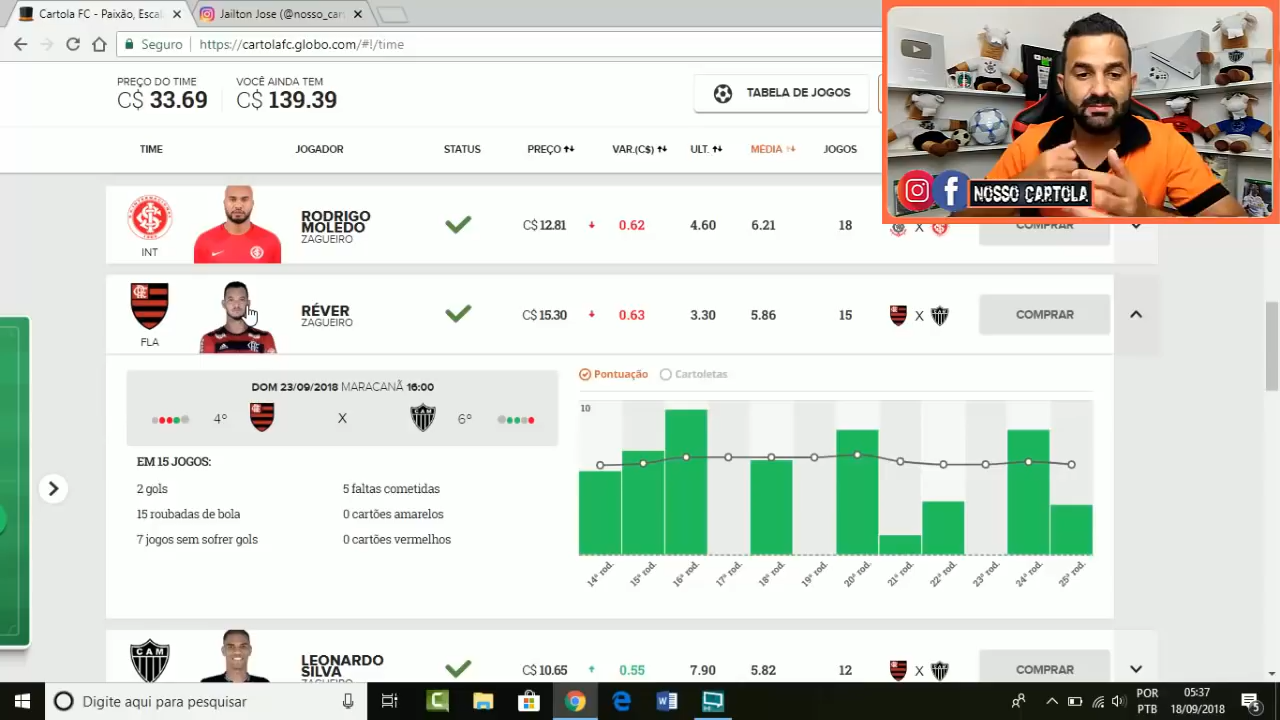 Cartola FC - Paixão, Esca
Jailton Jose (@nosso_car
Seguro
https://cartolafc.globo.com/#!/time
PREÇO DO TIME
VOCÊ AINDA TEM
C$ 33.69
C$ 139.39
TABELA DE JOGOS
TIME
JOGADOR
STATUS
PREÇO
VAR.(C$)
ULT.
MÉDIA
JOGOS
NOSSO CARTOLA
INT
RODRIGO
MOLEDO
ZAGUEIRO
C$ 12.81
0.62
4.60
6.21
18
X
COMPRAR
FLA
RÉVER
ZAGUEIRO
C$ 15.30
0.63
3.30
5.86
15
X
COMPRAR
DOM 23/09/2018 MARACANÃ 16:00
4º
X
CAM
6º
EM 15 JOGOS:
2 gols
5 faltas cometidas
15 roubadas de bola
0 cartões amarelos
7 jogos sem sofrer gols
0 cartões vermelhos
Pontuação
Cartoletas
10
14ª rod.
15ª rod.
16ª rod.
17ª rod.
18ª rod.
19ª rod.
20ª rod.
21ª rod.
22ª rod.
23ª rod.
24ª rod.
25ª rod.
CAM
LEONARDO
SILVA
ZAGUEIRO
C$ 10.65
0.55
7.90
5.82
12
X
COMPRAR
Digite aqui para pesquisar
POR
PTB
05:37
18/09/2018
5